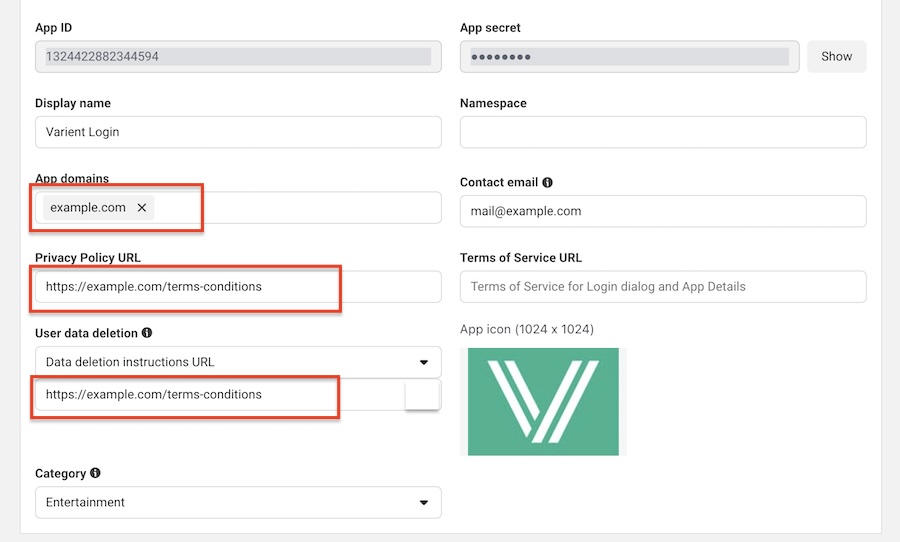 App ID
App secret
1324422882344594
●●●●●●●●
Show
Display name
Namespace
Varient Login
App domains
Contact email
example.com
mail@example.com
Privacy Policy URL
Terms of Service URL
https://example.com/terms-conditions
Terms of Service for Login dialog and App Details
User data deletion
App icon (1024 x 1024)
Data deletion instructions URL
https://example.com/terms-conditions
Category
Entertainment